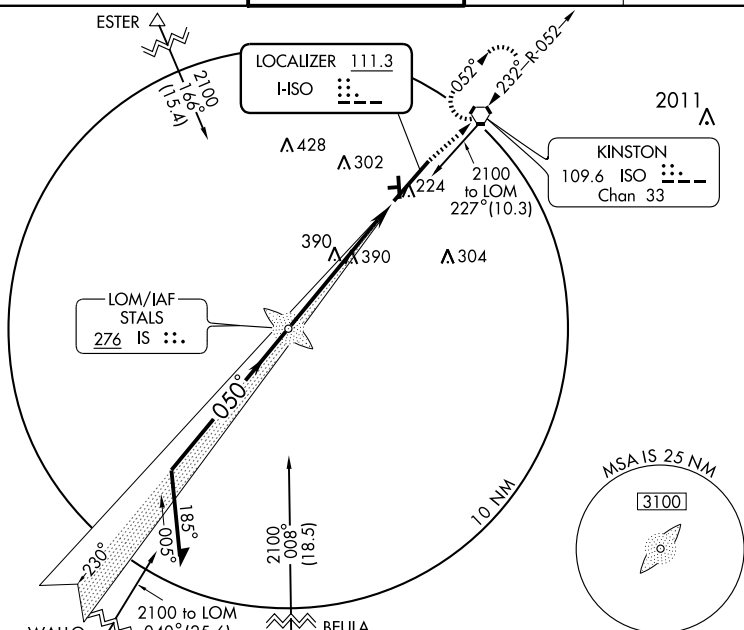 ESTER
2100
166°
(15.4)
LOCALIZER 111.3
I-ISO
052°
232°
R-052
2011
KINSTON
109.6 ISO
Chan 33
428
302
224
2100
to LOM
227°(10.3)
390
390
304
LOM/IAF
STALS
276 IS
050°
185°
005°
230°
2100
008°
(18.5)
10 NM
MSA IS 25 NM
3100
2100 to LOM
BEULA